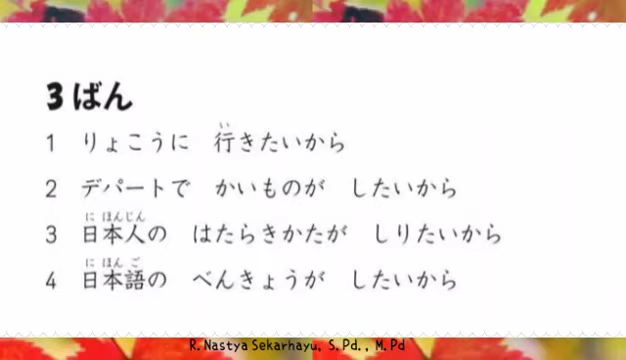 3ばん
1 りょこうに 行きたいから
2 デパートで かいものが したいから
3 日本人の はたらきかたが しりたいから
4 日本語の べんきょうが したいから
R. Nastya Sekarhayu, S. Pd., M. Pd